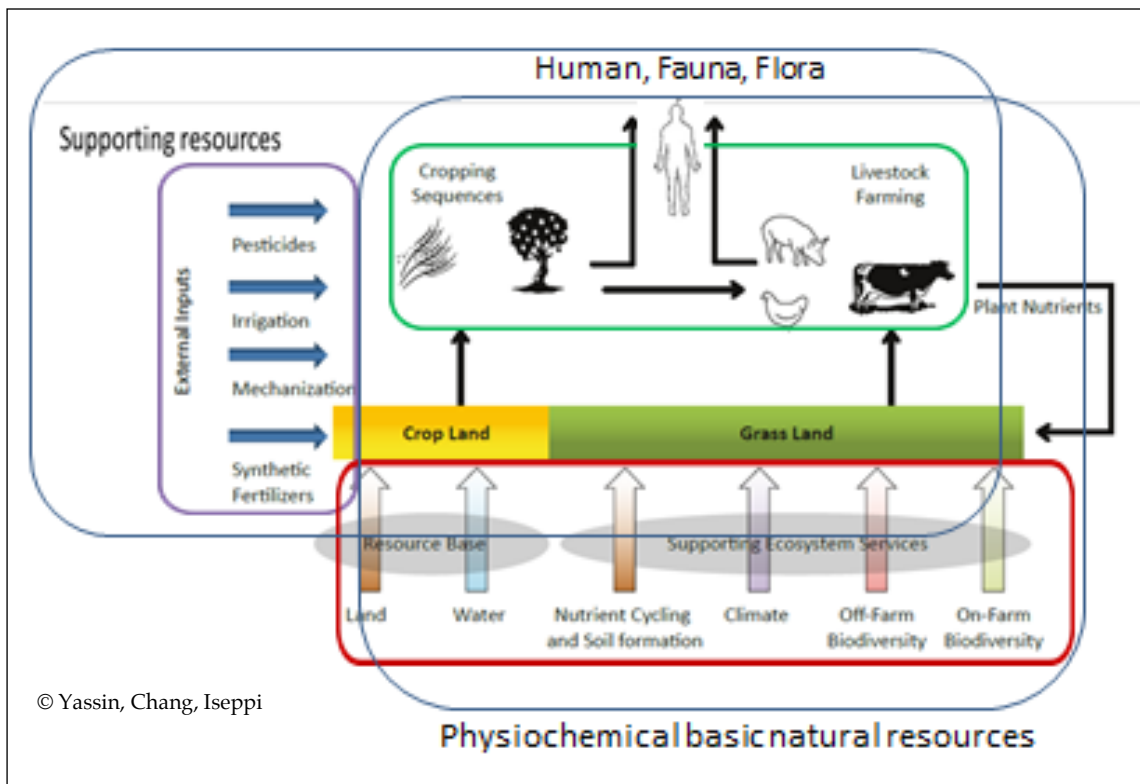 Human, Fauna, Flora
Supporting resources
Cropping
Sequences
Livestock
Farming
External Inputs
Pesticides
Irrigation
Mechanization
Synthetic
Fertilizers
Plant Nutrients
Crop Land
Grass Land
Resource Base
Supporting Ecosystem Services
Land
Water
Nutrient Cycling
and Soil formation
Climate
Off-Farm
Biodiversity
On-Farm
Biodiversity
© Yassin, Chang, Iseppi
Physiochemical basic natural resources